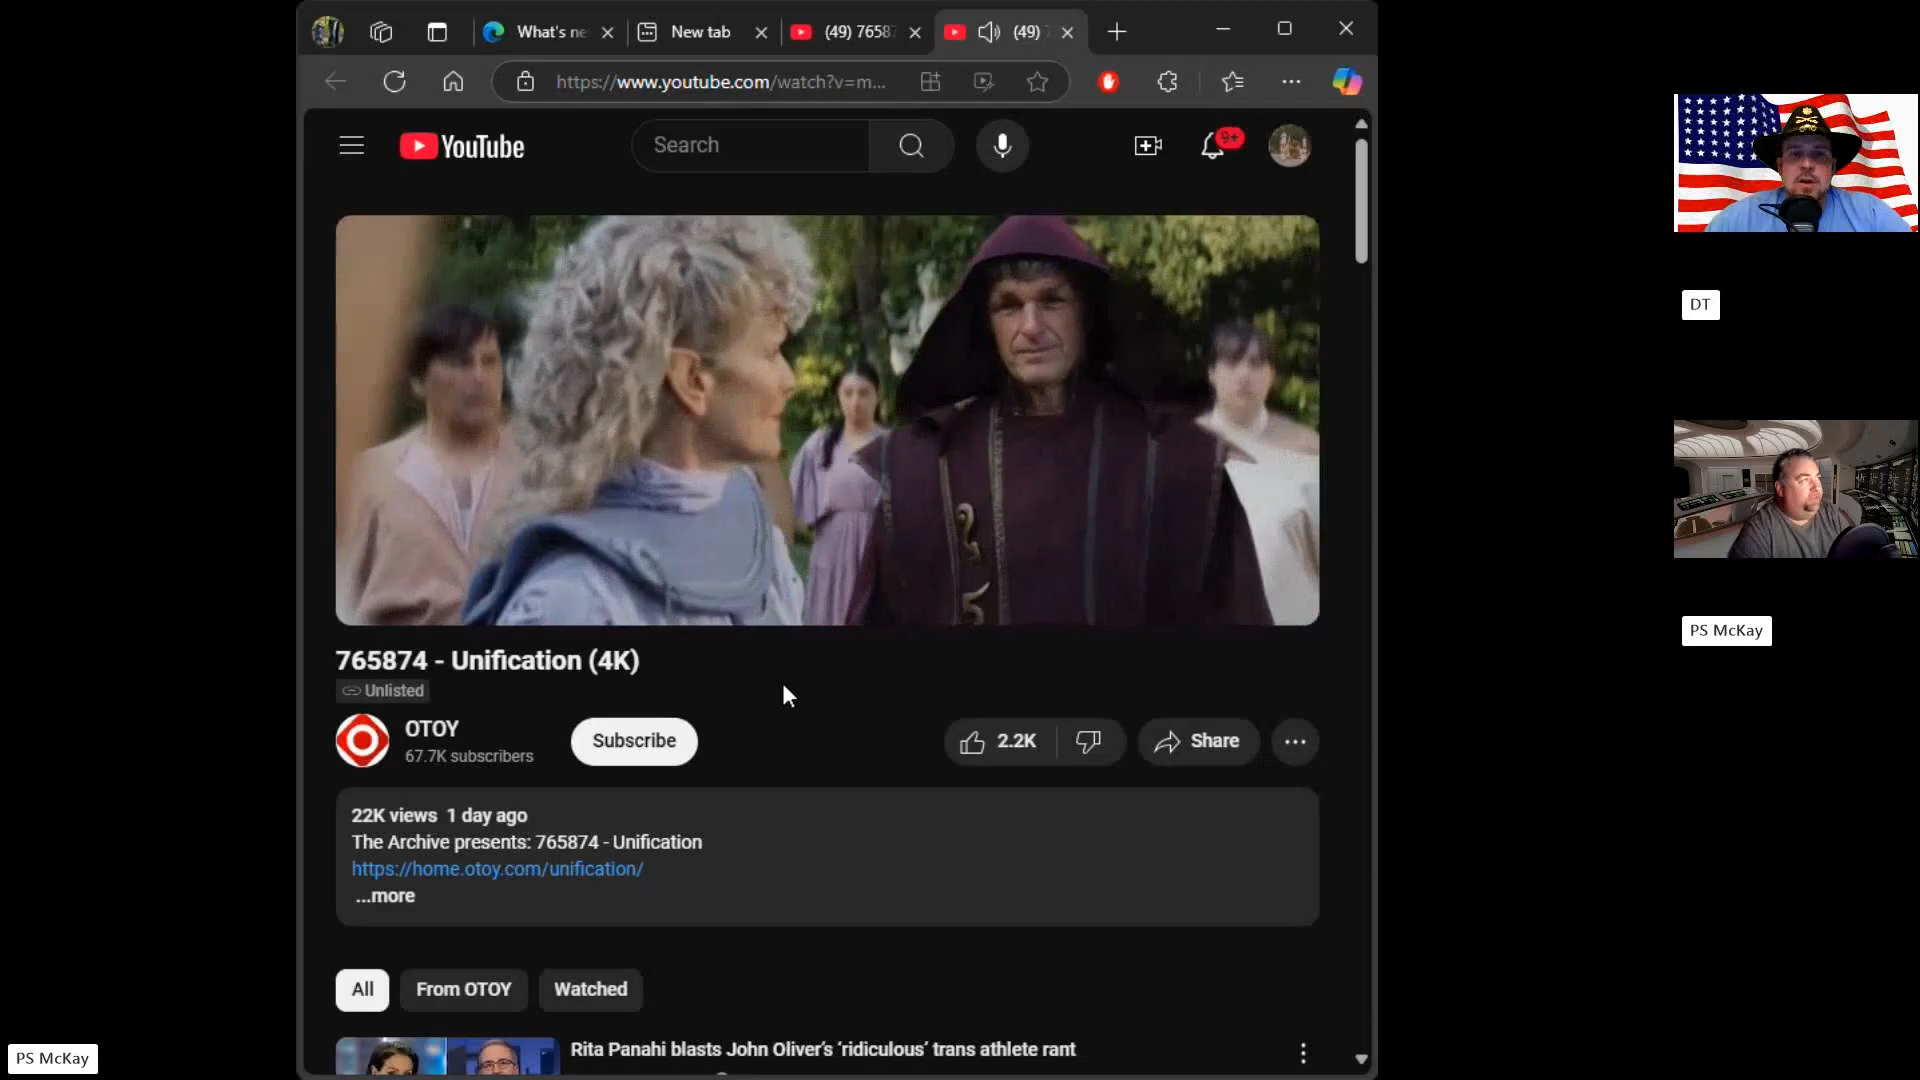 What's ne
New tab
(49) 7658
(49) 7
https://www.youtube.com/watch?v=m...
YouTube
Search
9+
765874 - Unification (4K)
Unlisted
OTOY
67.7K subscribers
Subscribe
2.2K
Share
22K views 1 day ago
The Archive presents: 765874 - Unification
https://home.otoy.com/unification/
...more
All
From OTOY
Watched
Rita Panahi blasts John Oliver's 'ridiculous' trans athlete rant
DT
PS McKay
PS McKay